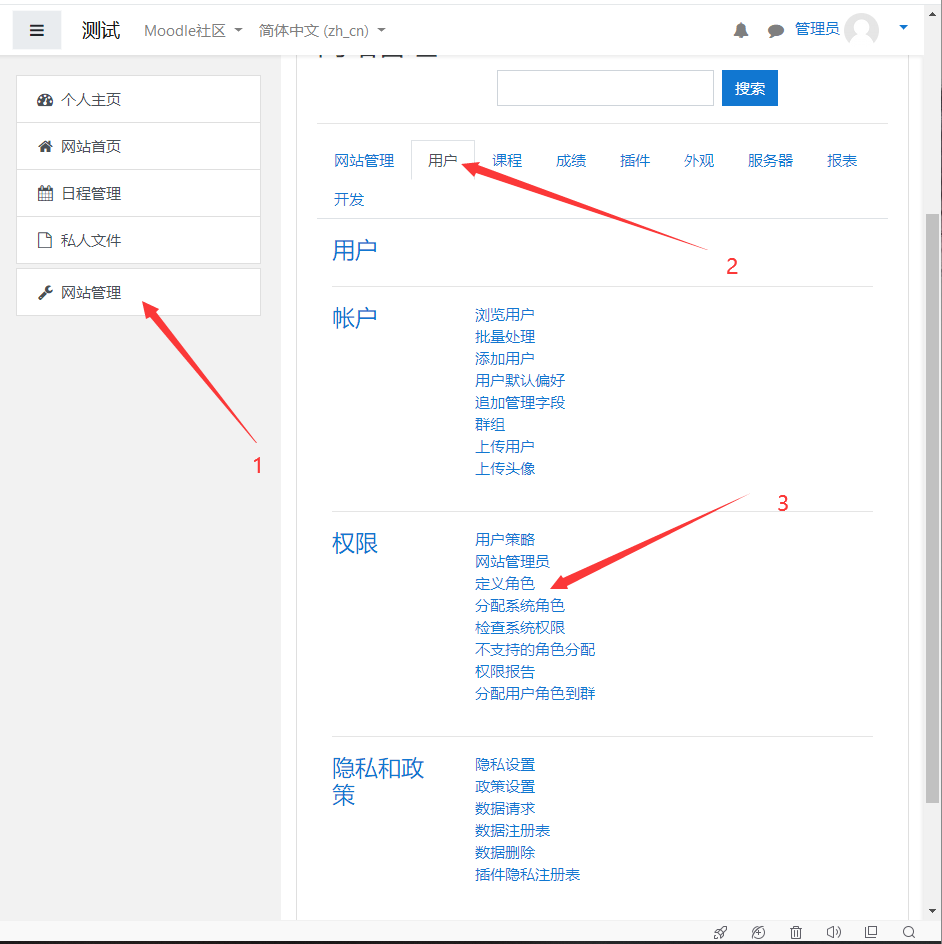 测试 Moodle社区 简体中文 (zh_cn) 管理员
个人主页
网站首页
日程管理
私人文件
网站管理
1
搜索
网站管理 用户 课程 成绩 插件 外观 服务器 报表
开发
2
用户
帐户
浏览用户
批量处理
添加用户
用户默认偏好
追加管理字段
群组
上传用户
上传头像
3
权限
用户策略
网站管理员
定义角色
分配系统角色
检查系统权限
不支持的角色分配
权限报告
分配用户角色到群
隐私和政
策
隐私设置
政策设置
数据请求
数据注册表
数据删除
插件隐私注册表